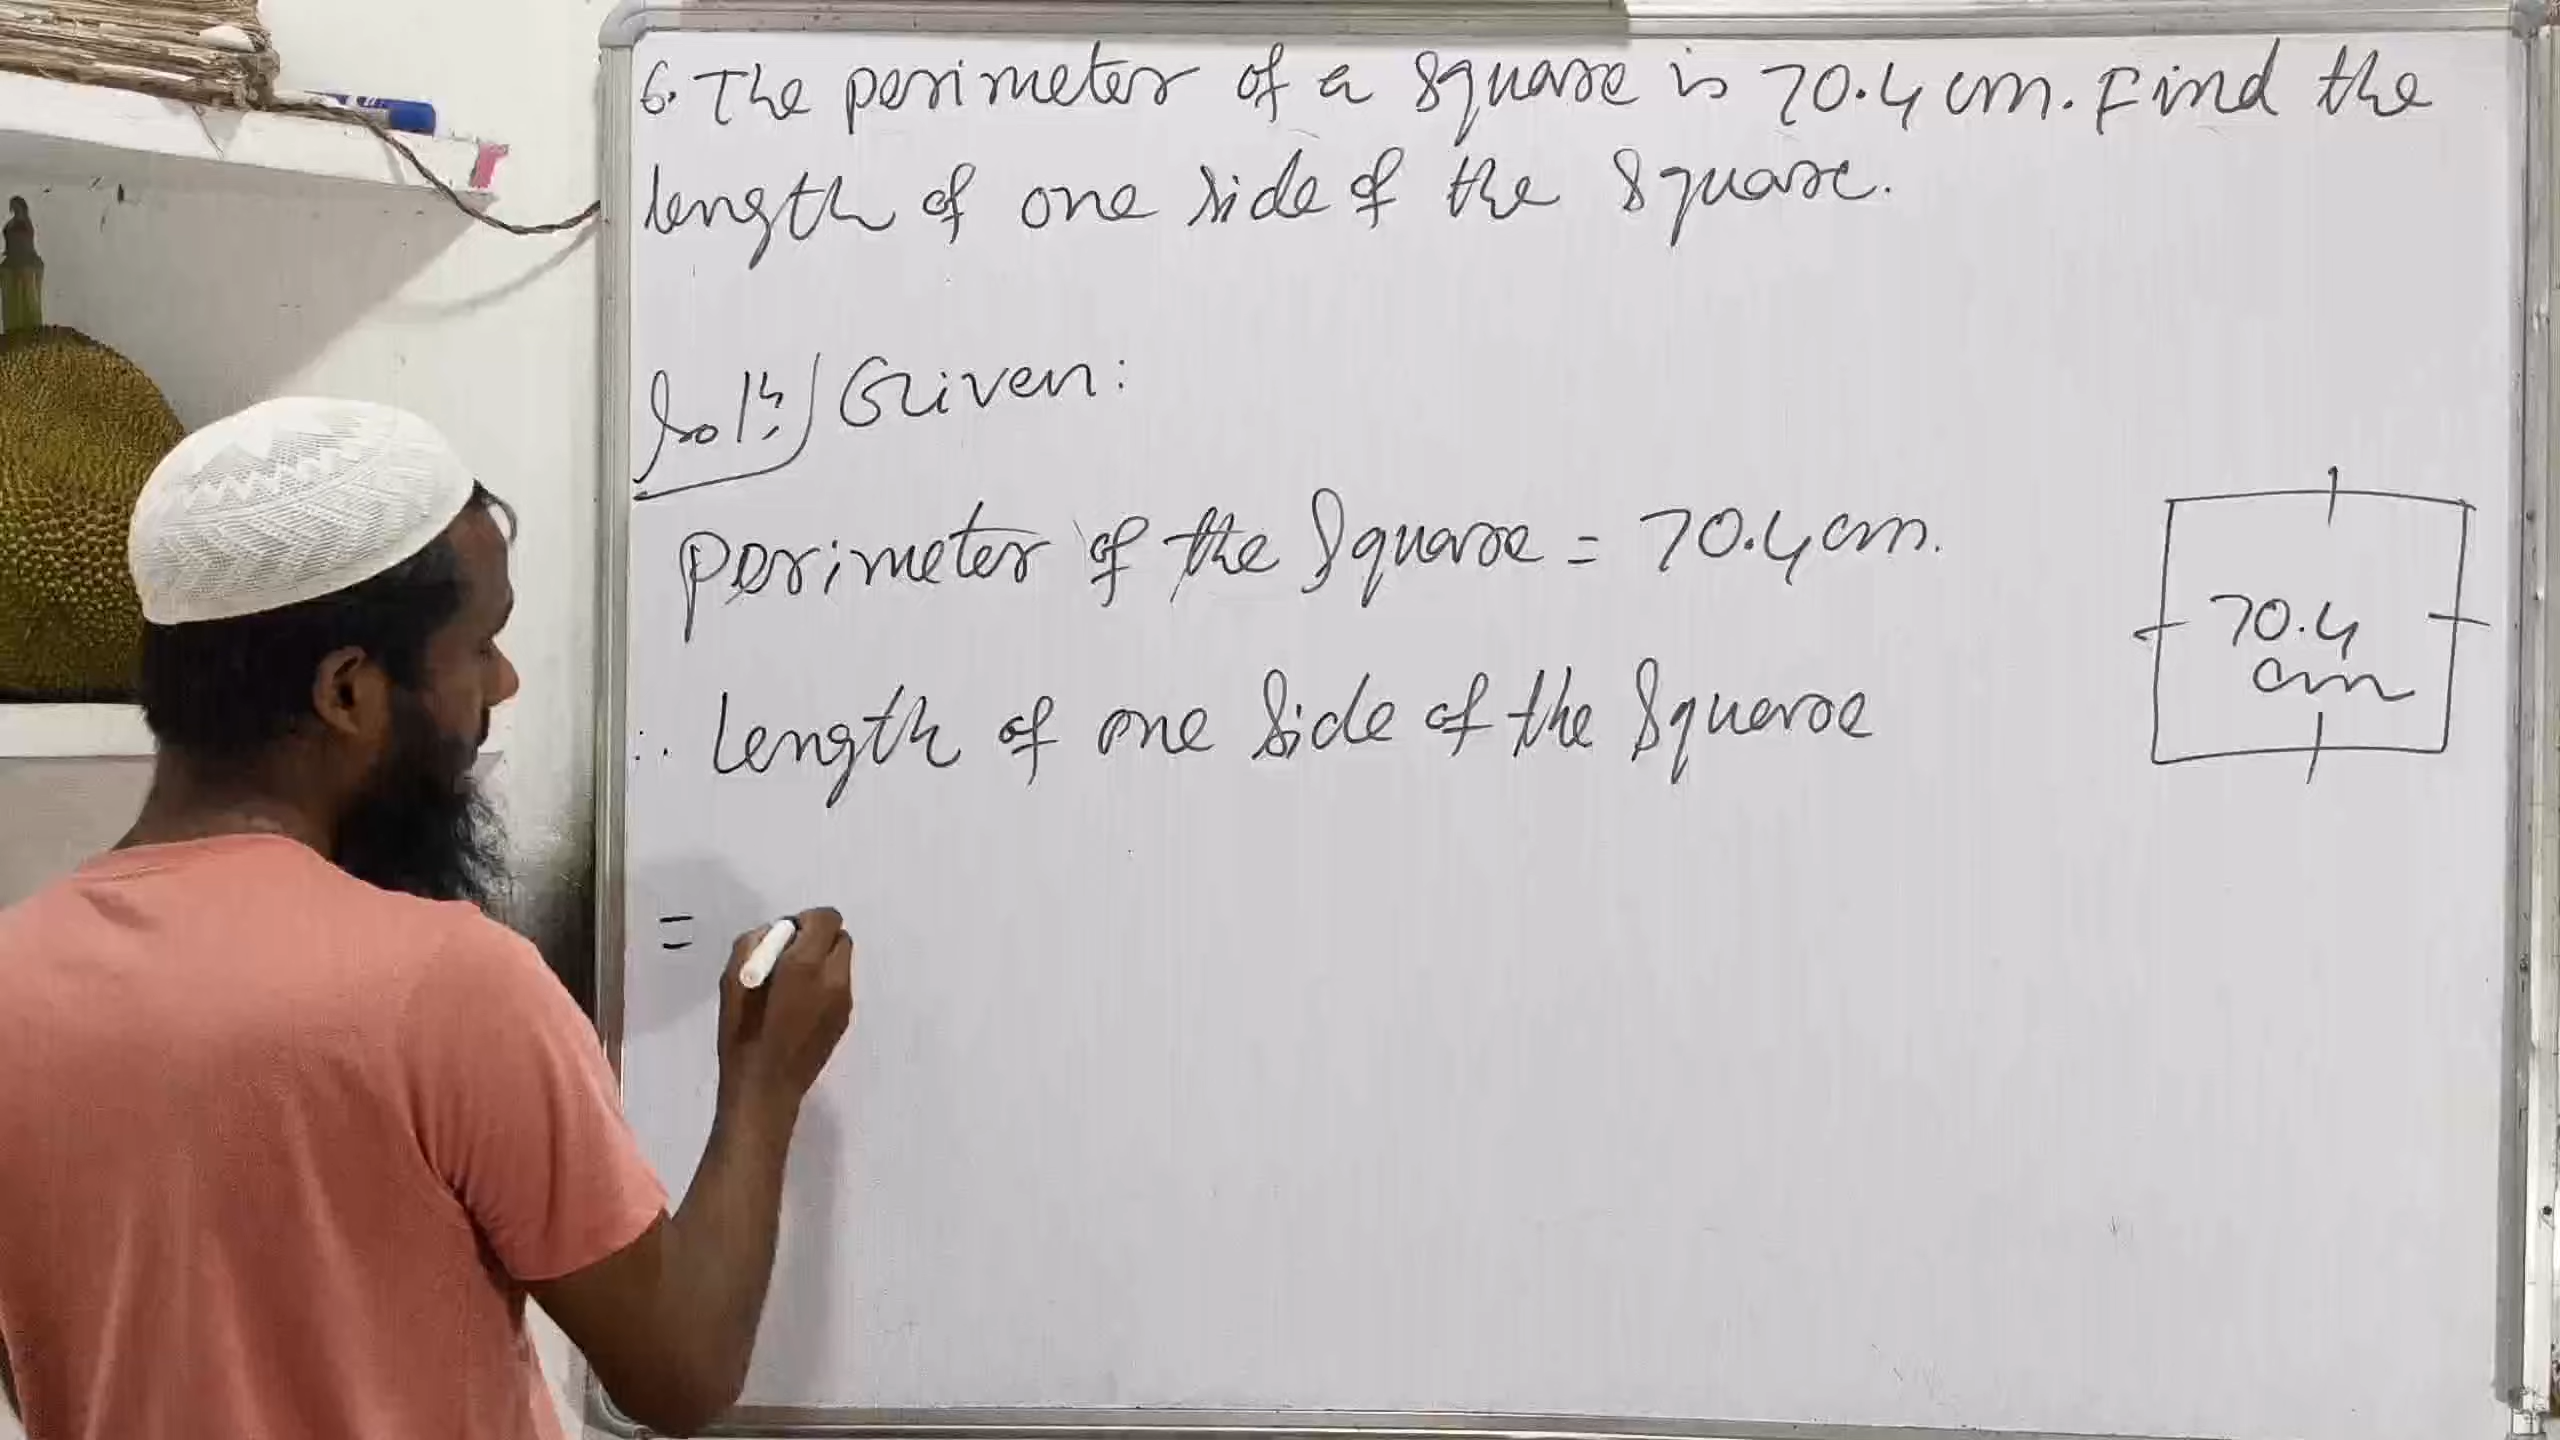 6. The perimeter of a square is 70.4 cm. Find the
length of one side of the square.
Solⁿ: Given:
Perimeter of the square = 70.4 cm.
∴ Length of one side of the square
=
70.4
cm